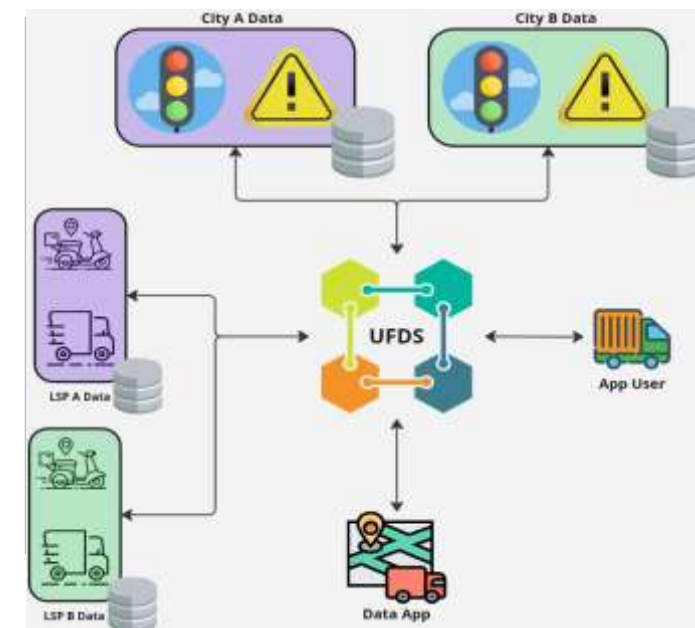 City A Data
City B Data
UFDS
App User
LSP A Data
LSP B Data
Data App